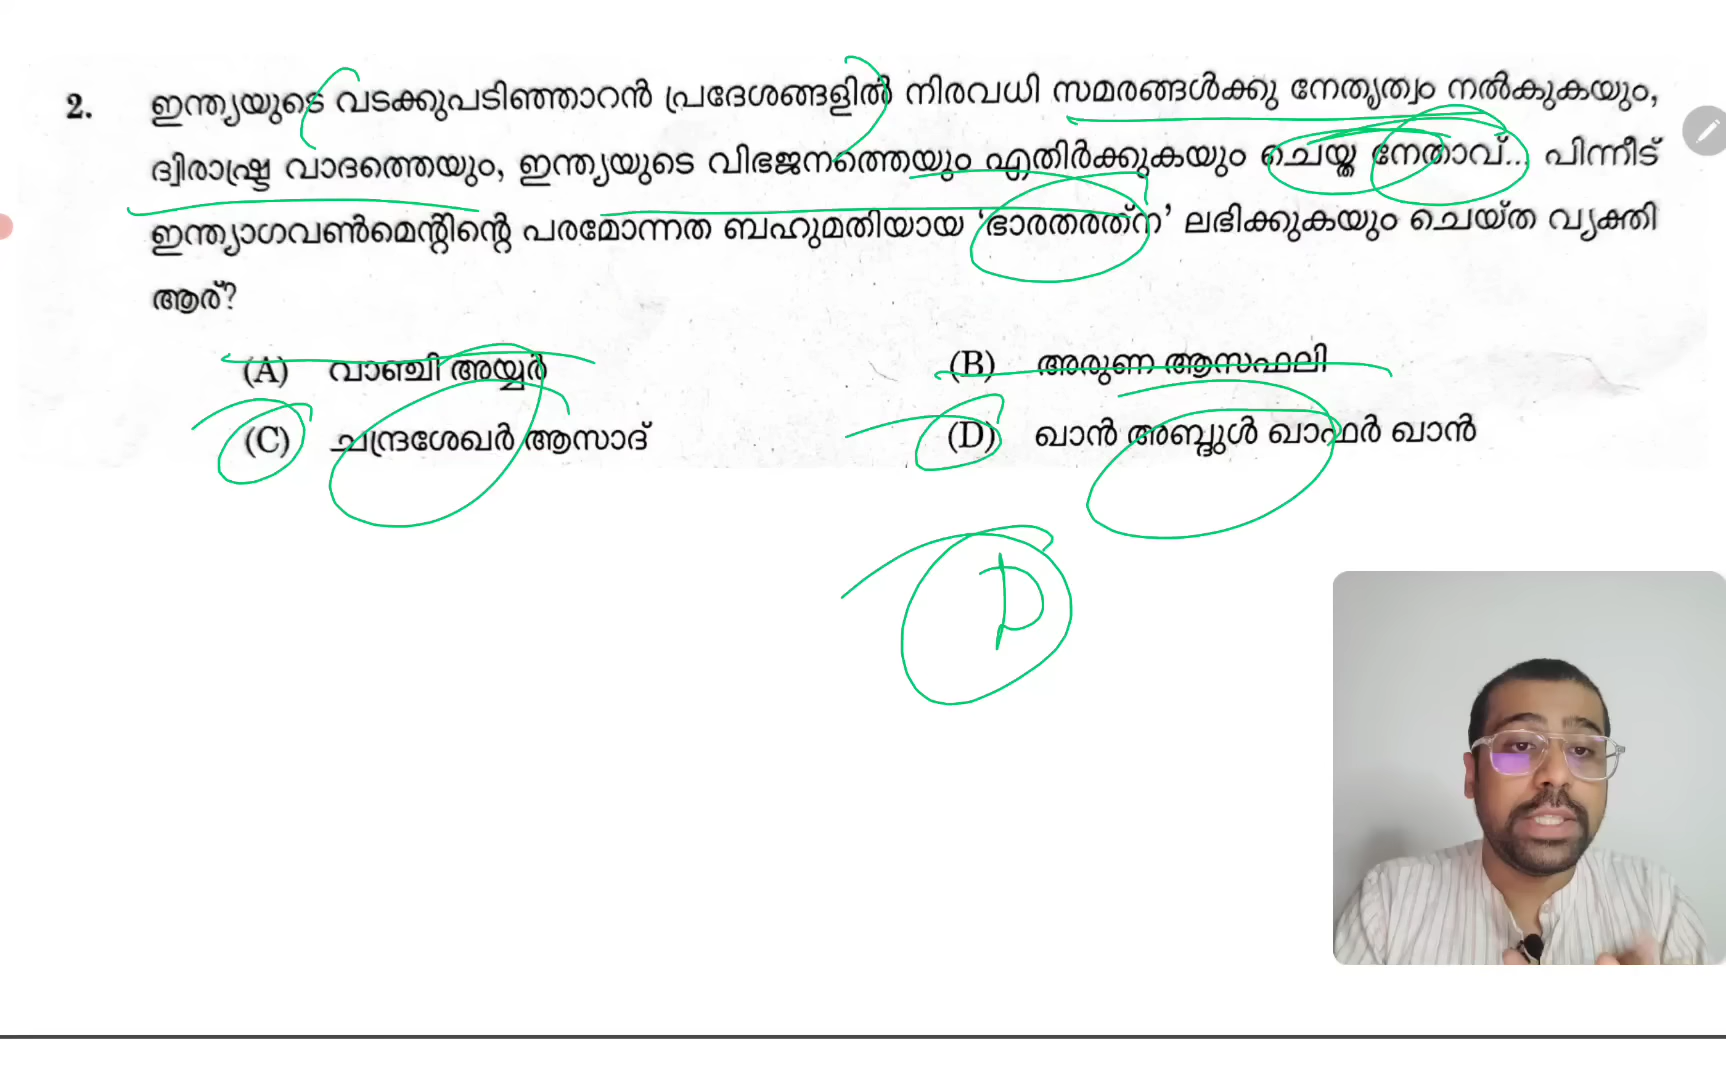 2. ഇന്ത്യയുടെ വടക്കുപടിഞ്ഞാറൻ പ്രദേശങ്ങളിൽ നിരവധി സമരങ്ങൾക്കു നേതൃത്വം നൽകുകയും,
ദ്വിരാഷ്ട്ര വാദത്തെയും, ഇന്ത്യയുടെ വിഭജനത്തെയും എതിർക്കുകയും ചെയ്ത നേതാവ്... പിന്നീട്
ഇന്ത്യാഗവൺമെന്റിന്റെ പരമോന്നത ബഹുമതിയായ ‘ഭാരതരത്ന’ ലഭിക്കുകയും ചെയ്ത വ്യക്തി
ആര്?
(A) വാഞ്ചി അയ്യർ (B) അരുണ ആസഫലി
(C) ചന്ദ്രശേഖർ ആസാദ് (D) ഖാൻ അബ്ദുൾ ഖാഫർ ഖാൻ
D